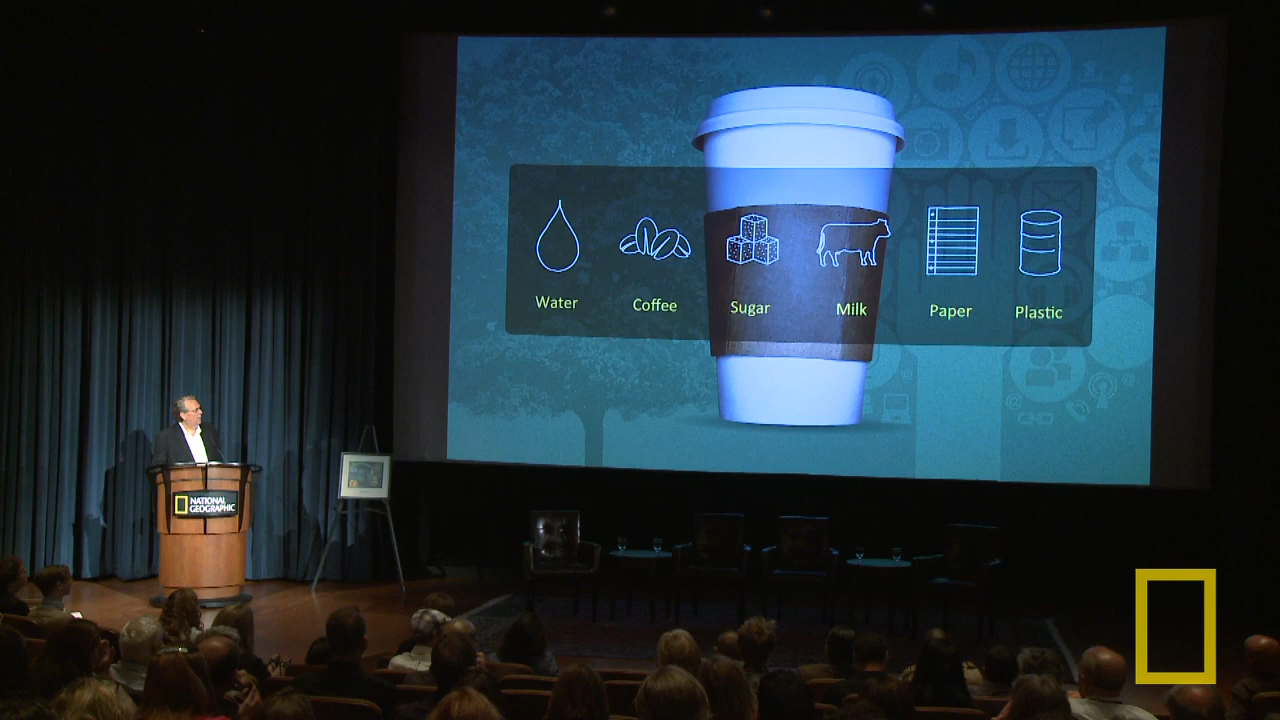 Water
Coffee
Sugar
Milk
Paper
Plastic
NATIONAL
GEOGRAPHIC